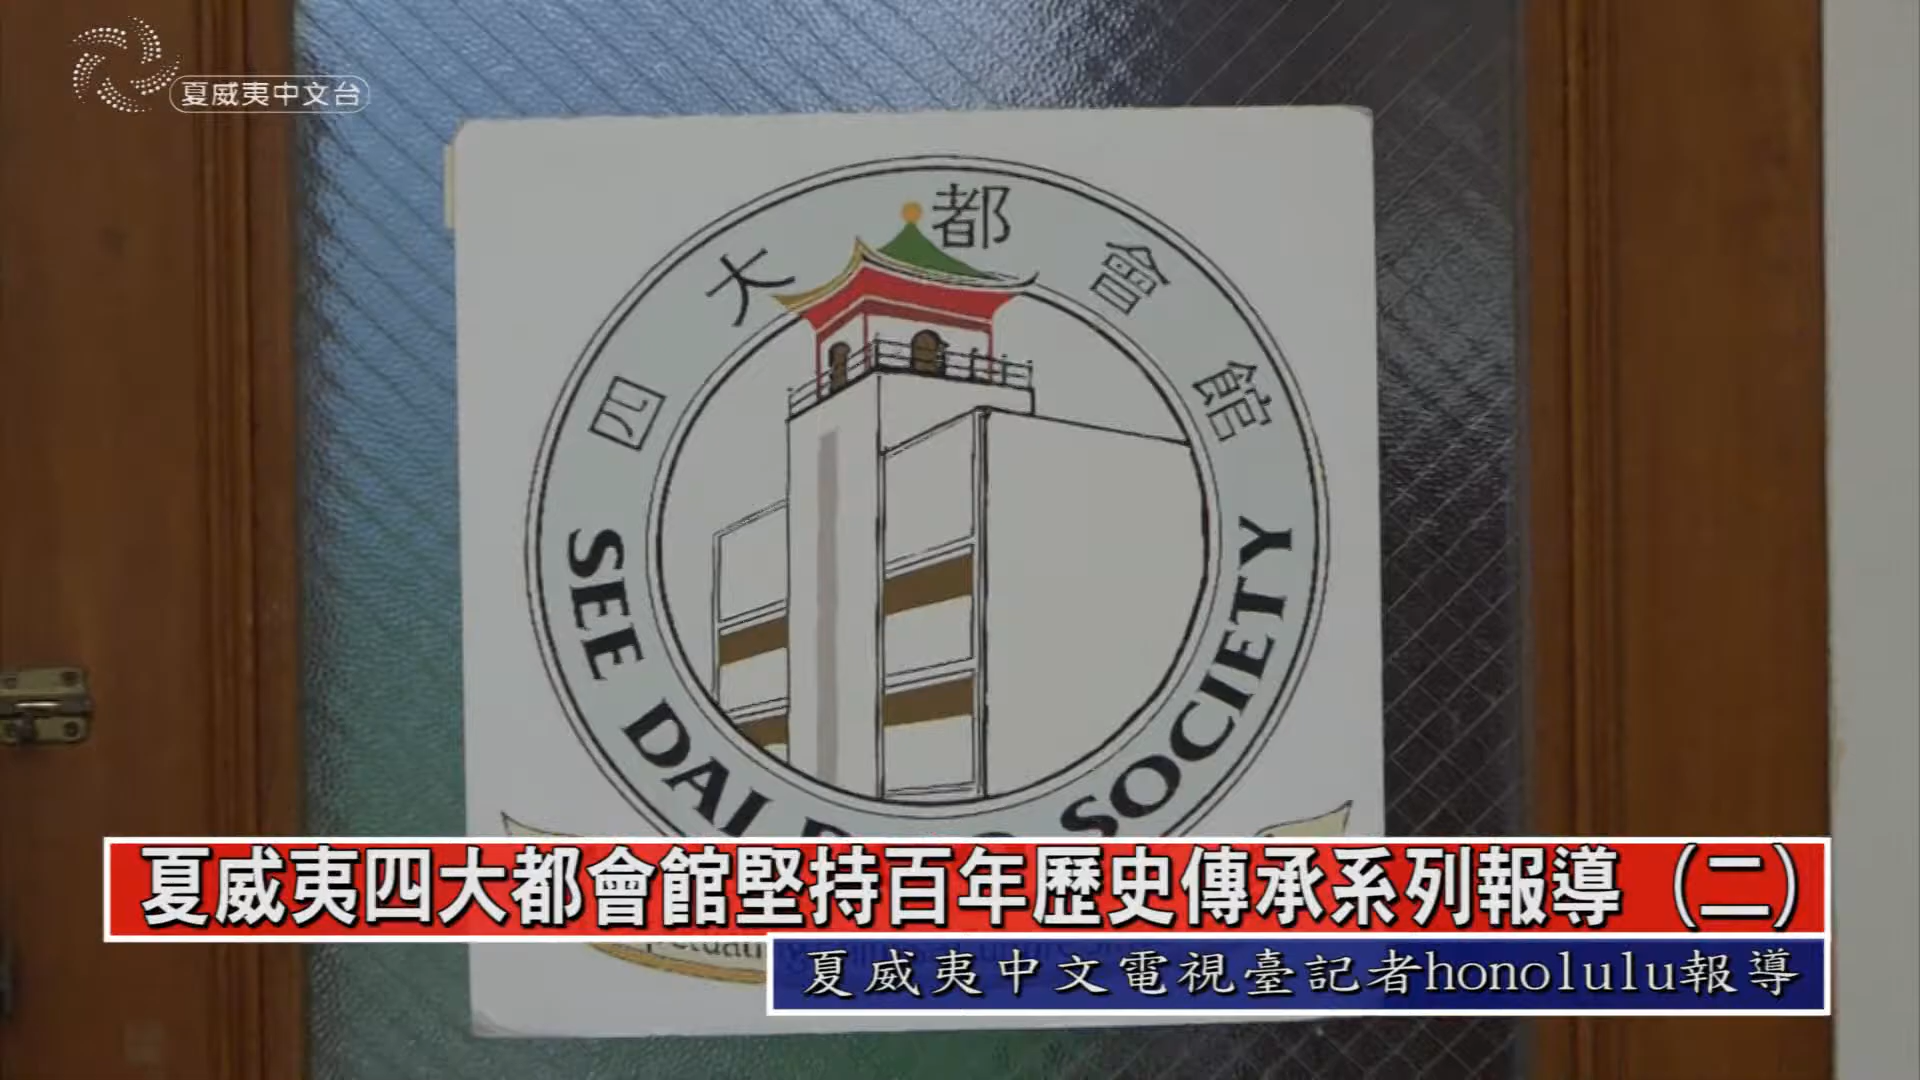 夏威夷中文台
四大都會館
SEE DAI SOCIETY
夏威夷四大都會館堅持百年歷史傳承系列報導（二）
夏威夷中文電視臺記者honolulu報導